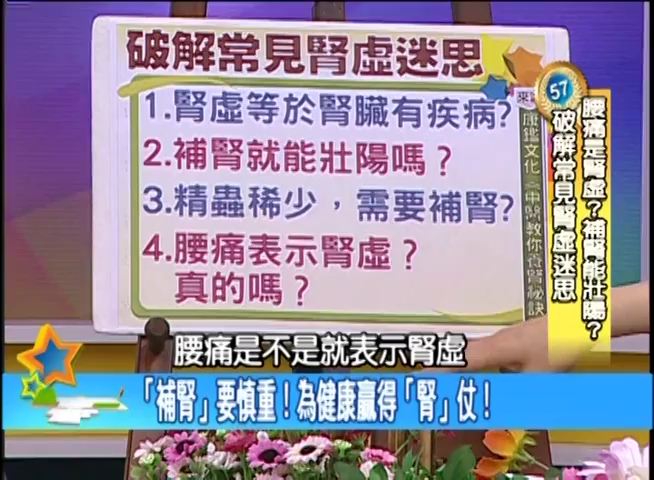 破解常見腎虛迷思
1.腎虛等於腎臟有疾病?
2.補腎就能壯陽嗎?
3.精蟲稀少,需要補腎?
4.腰痛表示腎虛?
真的嗎?
57
腰痛是腎虛?補腎能壯陽?
破解常見腎虛迷思
康鑑文化《中醫教你養腎秘訣
腰痛是不是就表示腎虛
「補腎」要慎重!為健康贏得「腎」仗!